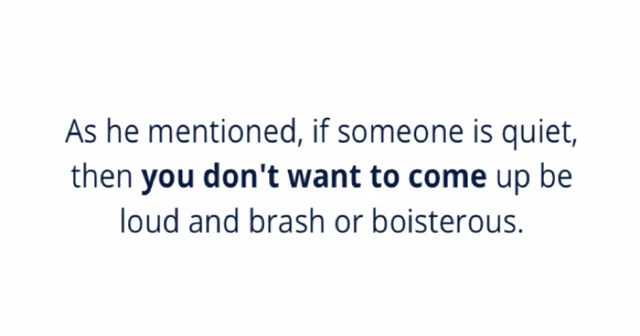 As he mentioned, if someone is quiet,
then you don't want to come up be
loud and brash or boisterous.